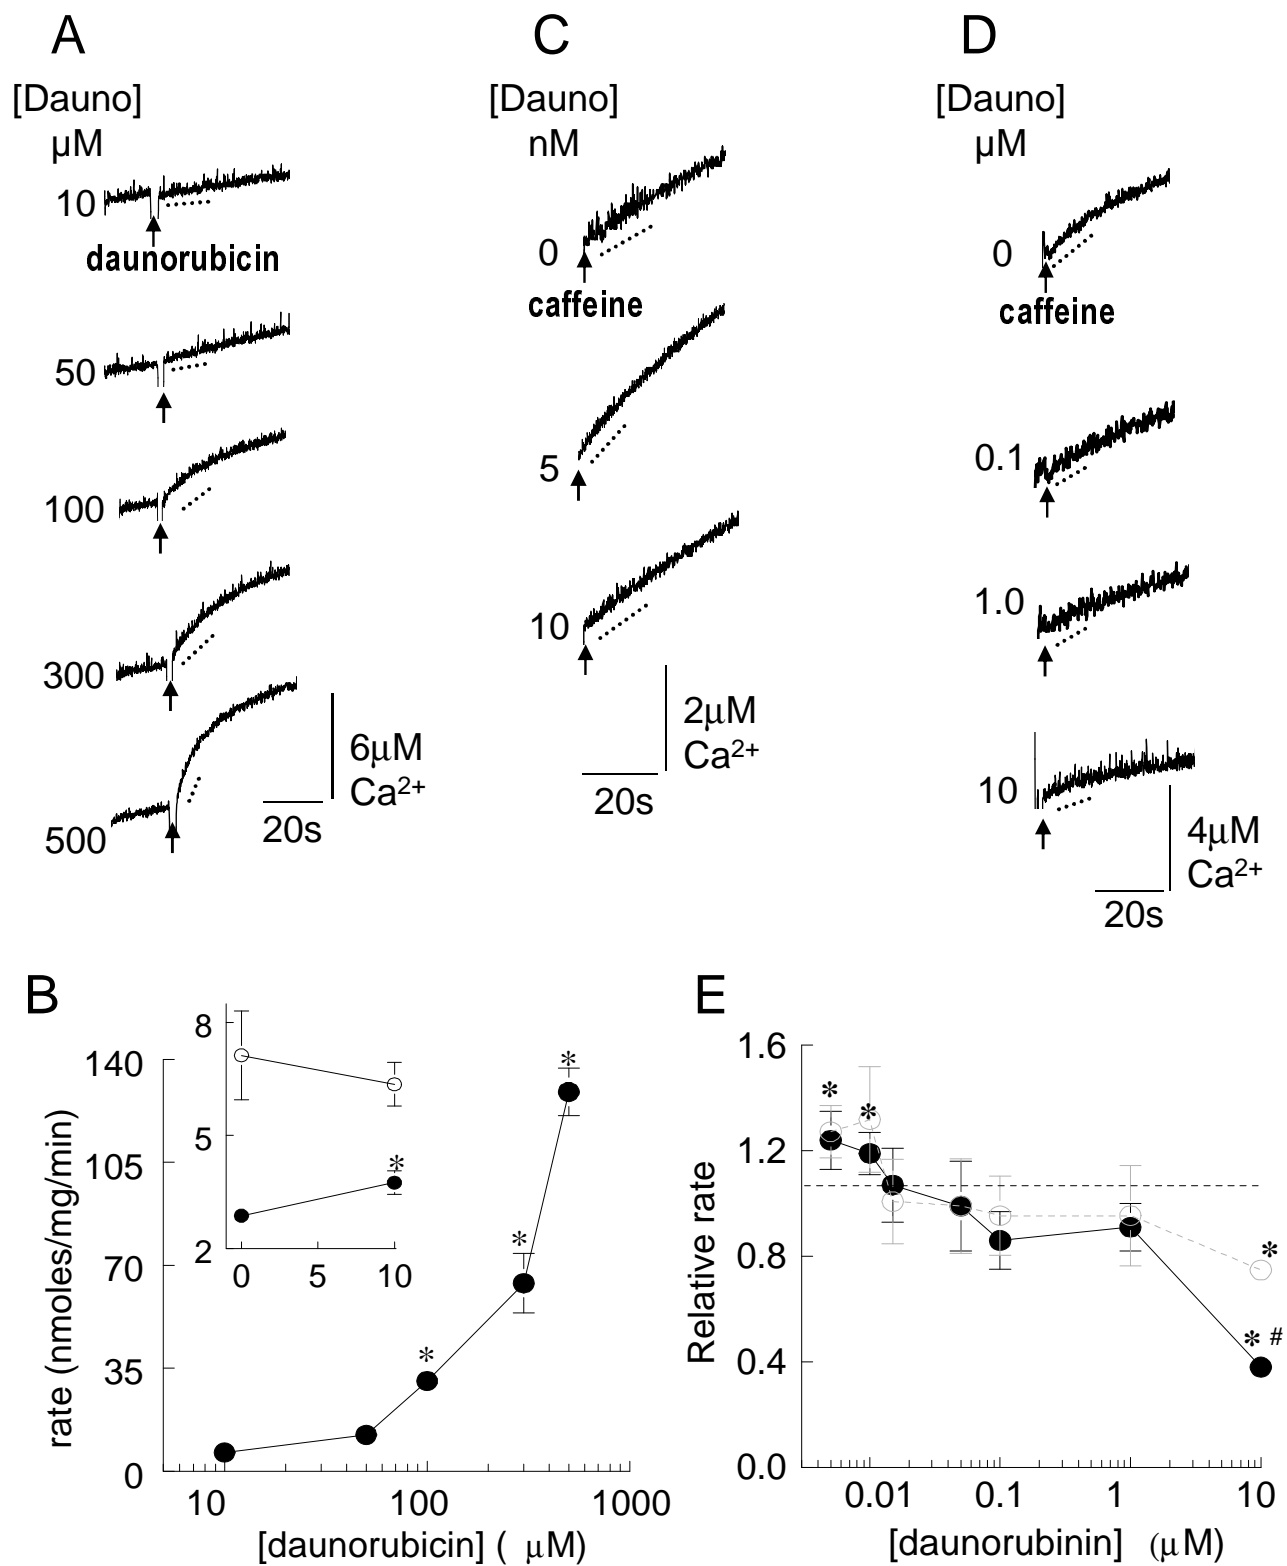 A
[Dauno]
µM
10
daunorubicin
50
100
300
500
6µM
Ca2+
20s
C
[Dauno]
nM
0
caffeine
5
10
2µM
Ca2+
20s
D
[Dauno]
µM
0
caffeine
0.1
1.0
10
4µM
Ca2+
20s
B
rate (nmoles/mg/min)
140
105
70
35
0
8
5
2
0 5 10
*
* * * *
10 100 1000
[daunorubicin] ( µM)
E
Relative rate
1.6
1.2
0.8
0.4
0.0
* *
*
* #
0.01 0.1 1 10
[daunorubinin] (µM)